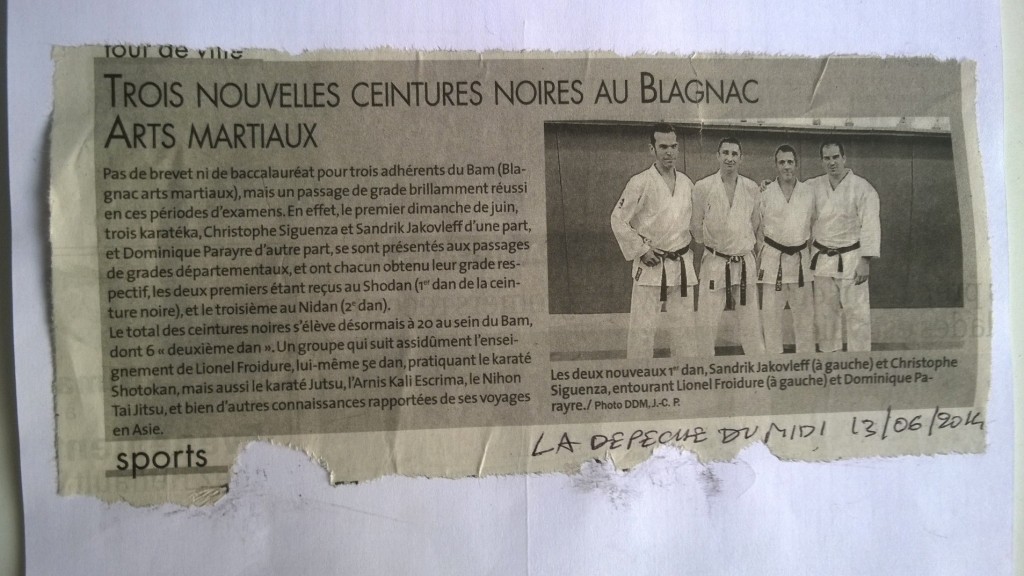 tour de ville
TROIS NOUVELLES CEINTURES NOIRES AU BLAGNAC
ARTS MARTIAUX
Pas de brevet ni de baccalauréat pour trois adhérents du Bam (Bla-
gnac arts martiaux), mais un passage de grade brillamment réussi
en ces périodes d'examens. En effet, le premier dimanche de juin,
trois karatéka, Christophe Siguenza et Sandrik Jakovleff d'une part,
et Dominique Parayre d'autre part, se sont présentés aux passages
de grades départementaux, et ont chacun obtenu leur grade res-
pectif, les deux premiers étant reçus au Shodan (1er dan de la cein-
ture noire), et le troisième au Nidan (2e dan).
Le total des ceintures noires s'élève désormais à 20 au sein du Bam,
dont 6 « deuxième dan ». Un groupe qui suit assidûment l'ensei-
gnement de Lionel Froidure, lui-même 5e dan, pratiquant le karaté
Shotokan, mais aussi le karaté Jutsu, l'Arnis Kali Escrima, le Nihon
Tai Jitsu, et bien d'autres connaissances rapportées de ses voyages
en Asie.
Les deux nouveaux 1er dan, Sandrik Jakovleff (à gauche) et Christophe
Siguenza, entourant Lionel Froidure (à gauche) et Dominique Pa-
rayre./ Photo DDM, J.-C. P.
LA DEPECHE DU MIDI 13/06/2014
sports